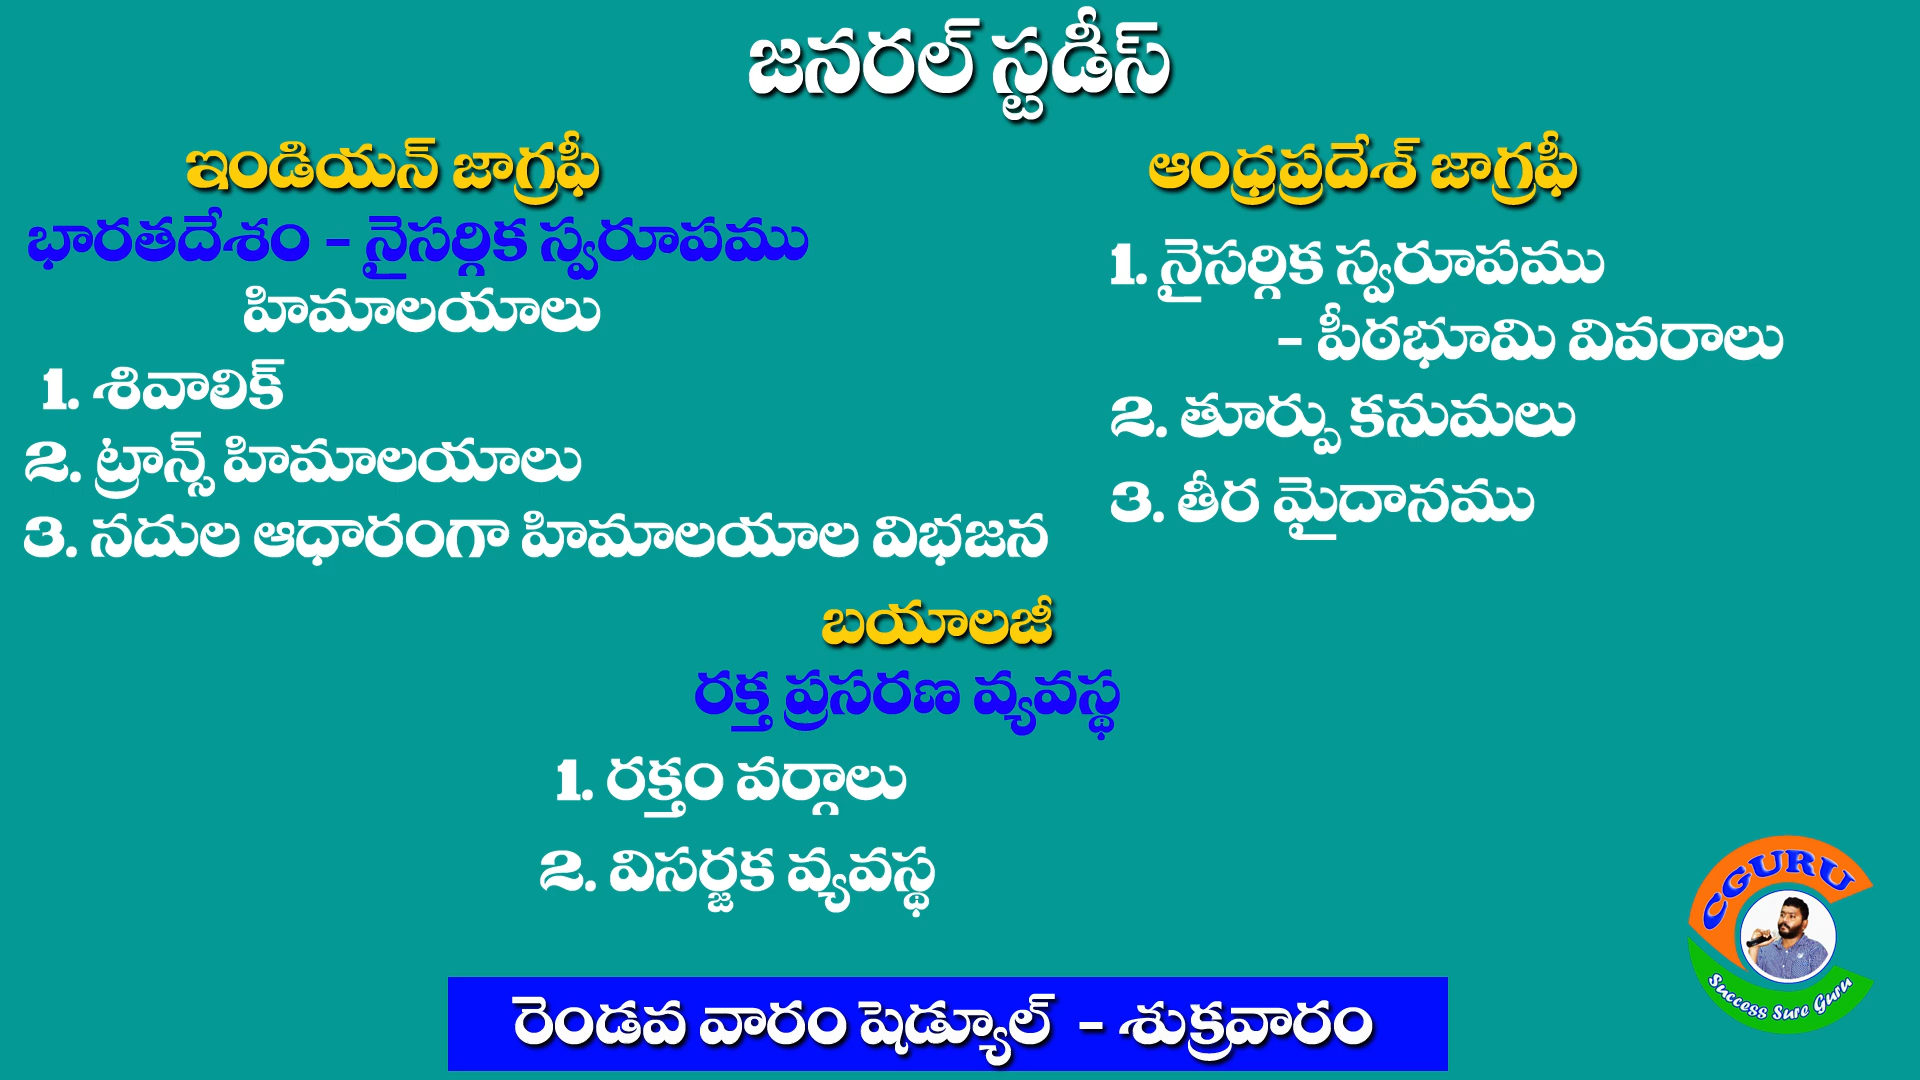 జనరల్ స్టడీస్
ఇండియన్ జాగ్రఫీ
భారతదేశం - నైసర్గిక స్వరూపము
హిమాలయాలు
1. శివాలిక్
2. ట్రాన్స్ హిమాలయాలు
3. నదుల ఆధారంగా హిమాలయాల విభజన
ఆంధ్రప్రదేశ్ జాగ్రఫీ
1. నైసర్గిక స్వరూపము
- పీఠభూమి వివరాలు
2. తూర్పు కనుమలు
3. తీర మైదానము
బయాలజీ
రక్త ప్రసరణ వ్యవస్థ
1. రక్తం వర్గాలు
2. విసర్జక వ్యవస్థ
CGURU
Success Sure Guru
రెండవ వారం షెడ్యూల్ - శుక్రవారం